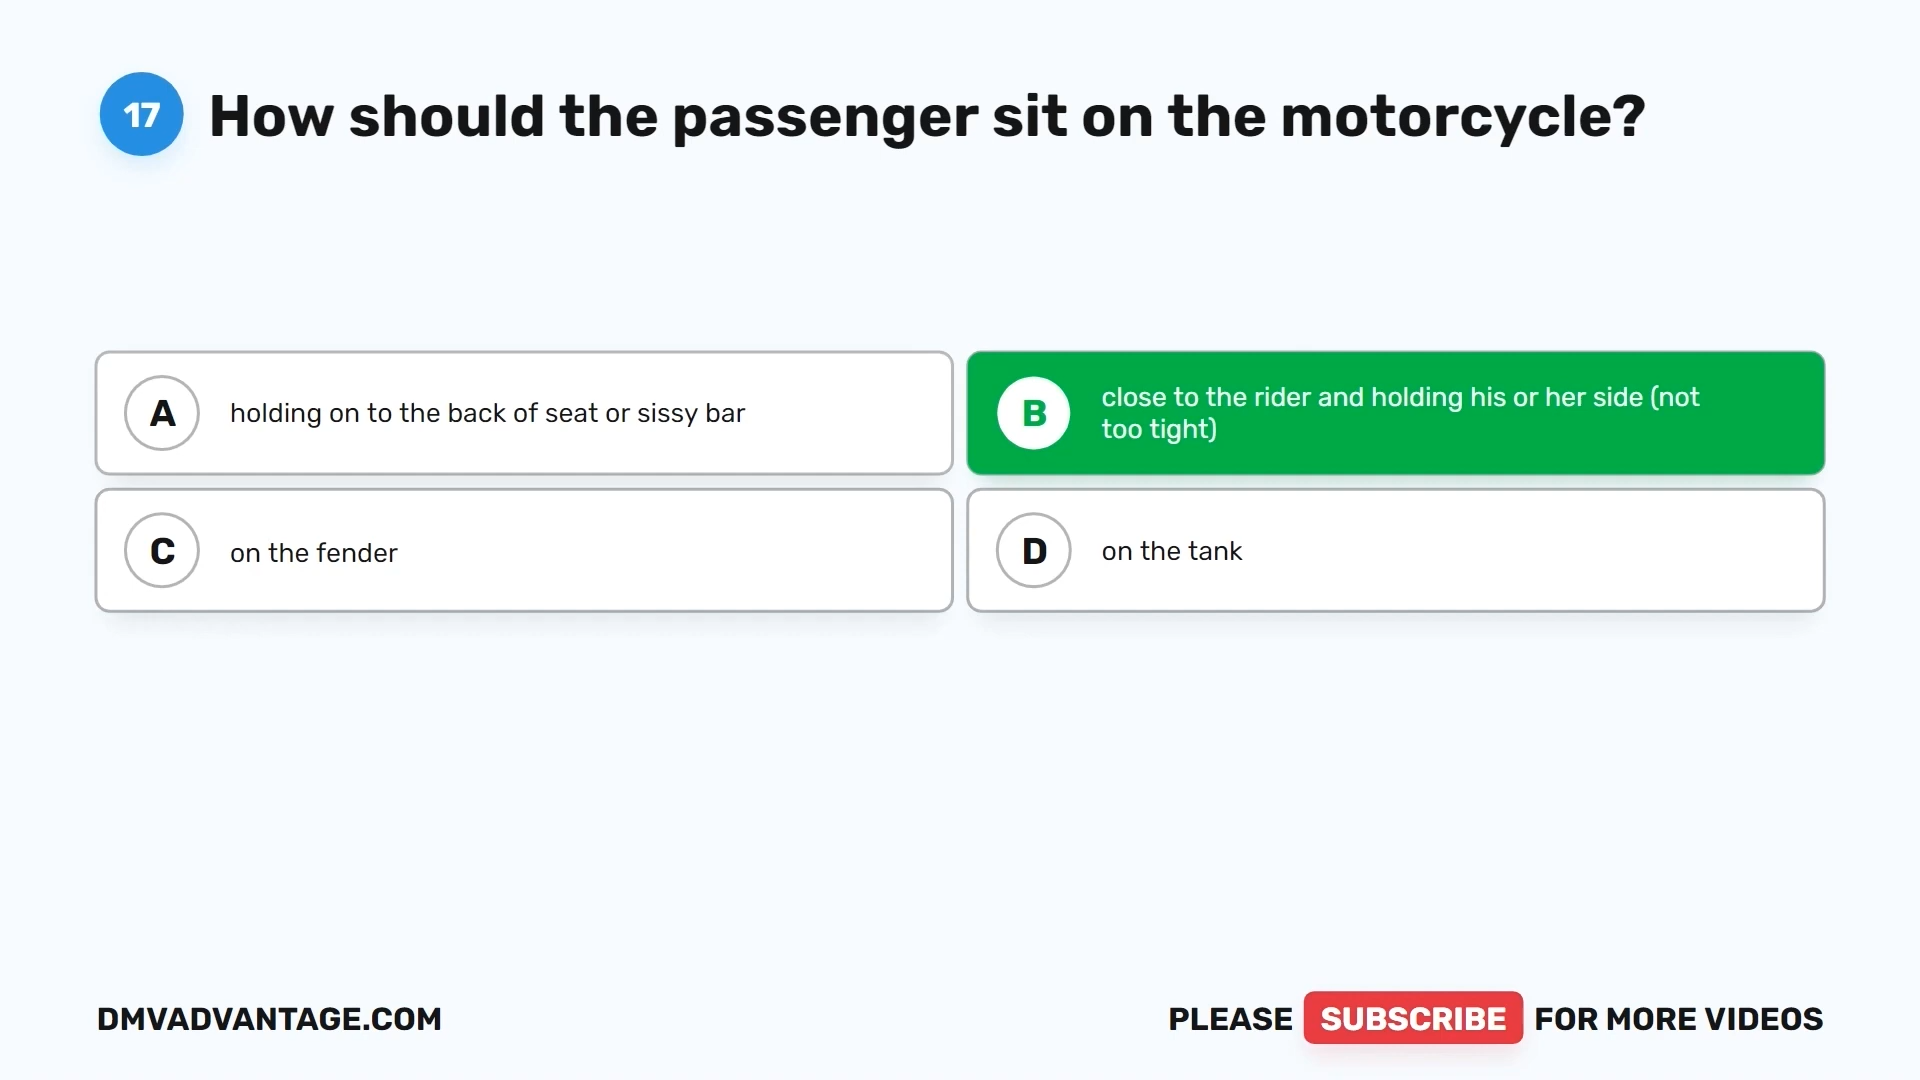 17
How should the passenger sit on the motorcycle?
A
holding on to the back of seat or sissy bar
B
close to the rider and holding his or her side (not
too tight)
C
on the fender
D
on the tank
DMVADVANTAGE.COM
PLEASE SUBSCRIBE FOR MORE VIDEOS